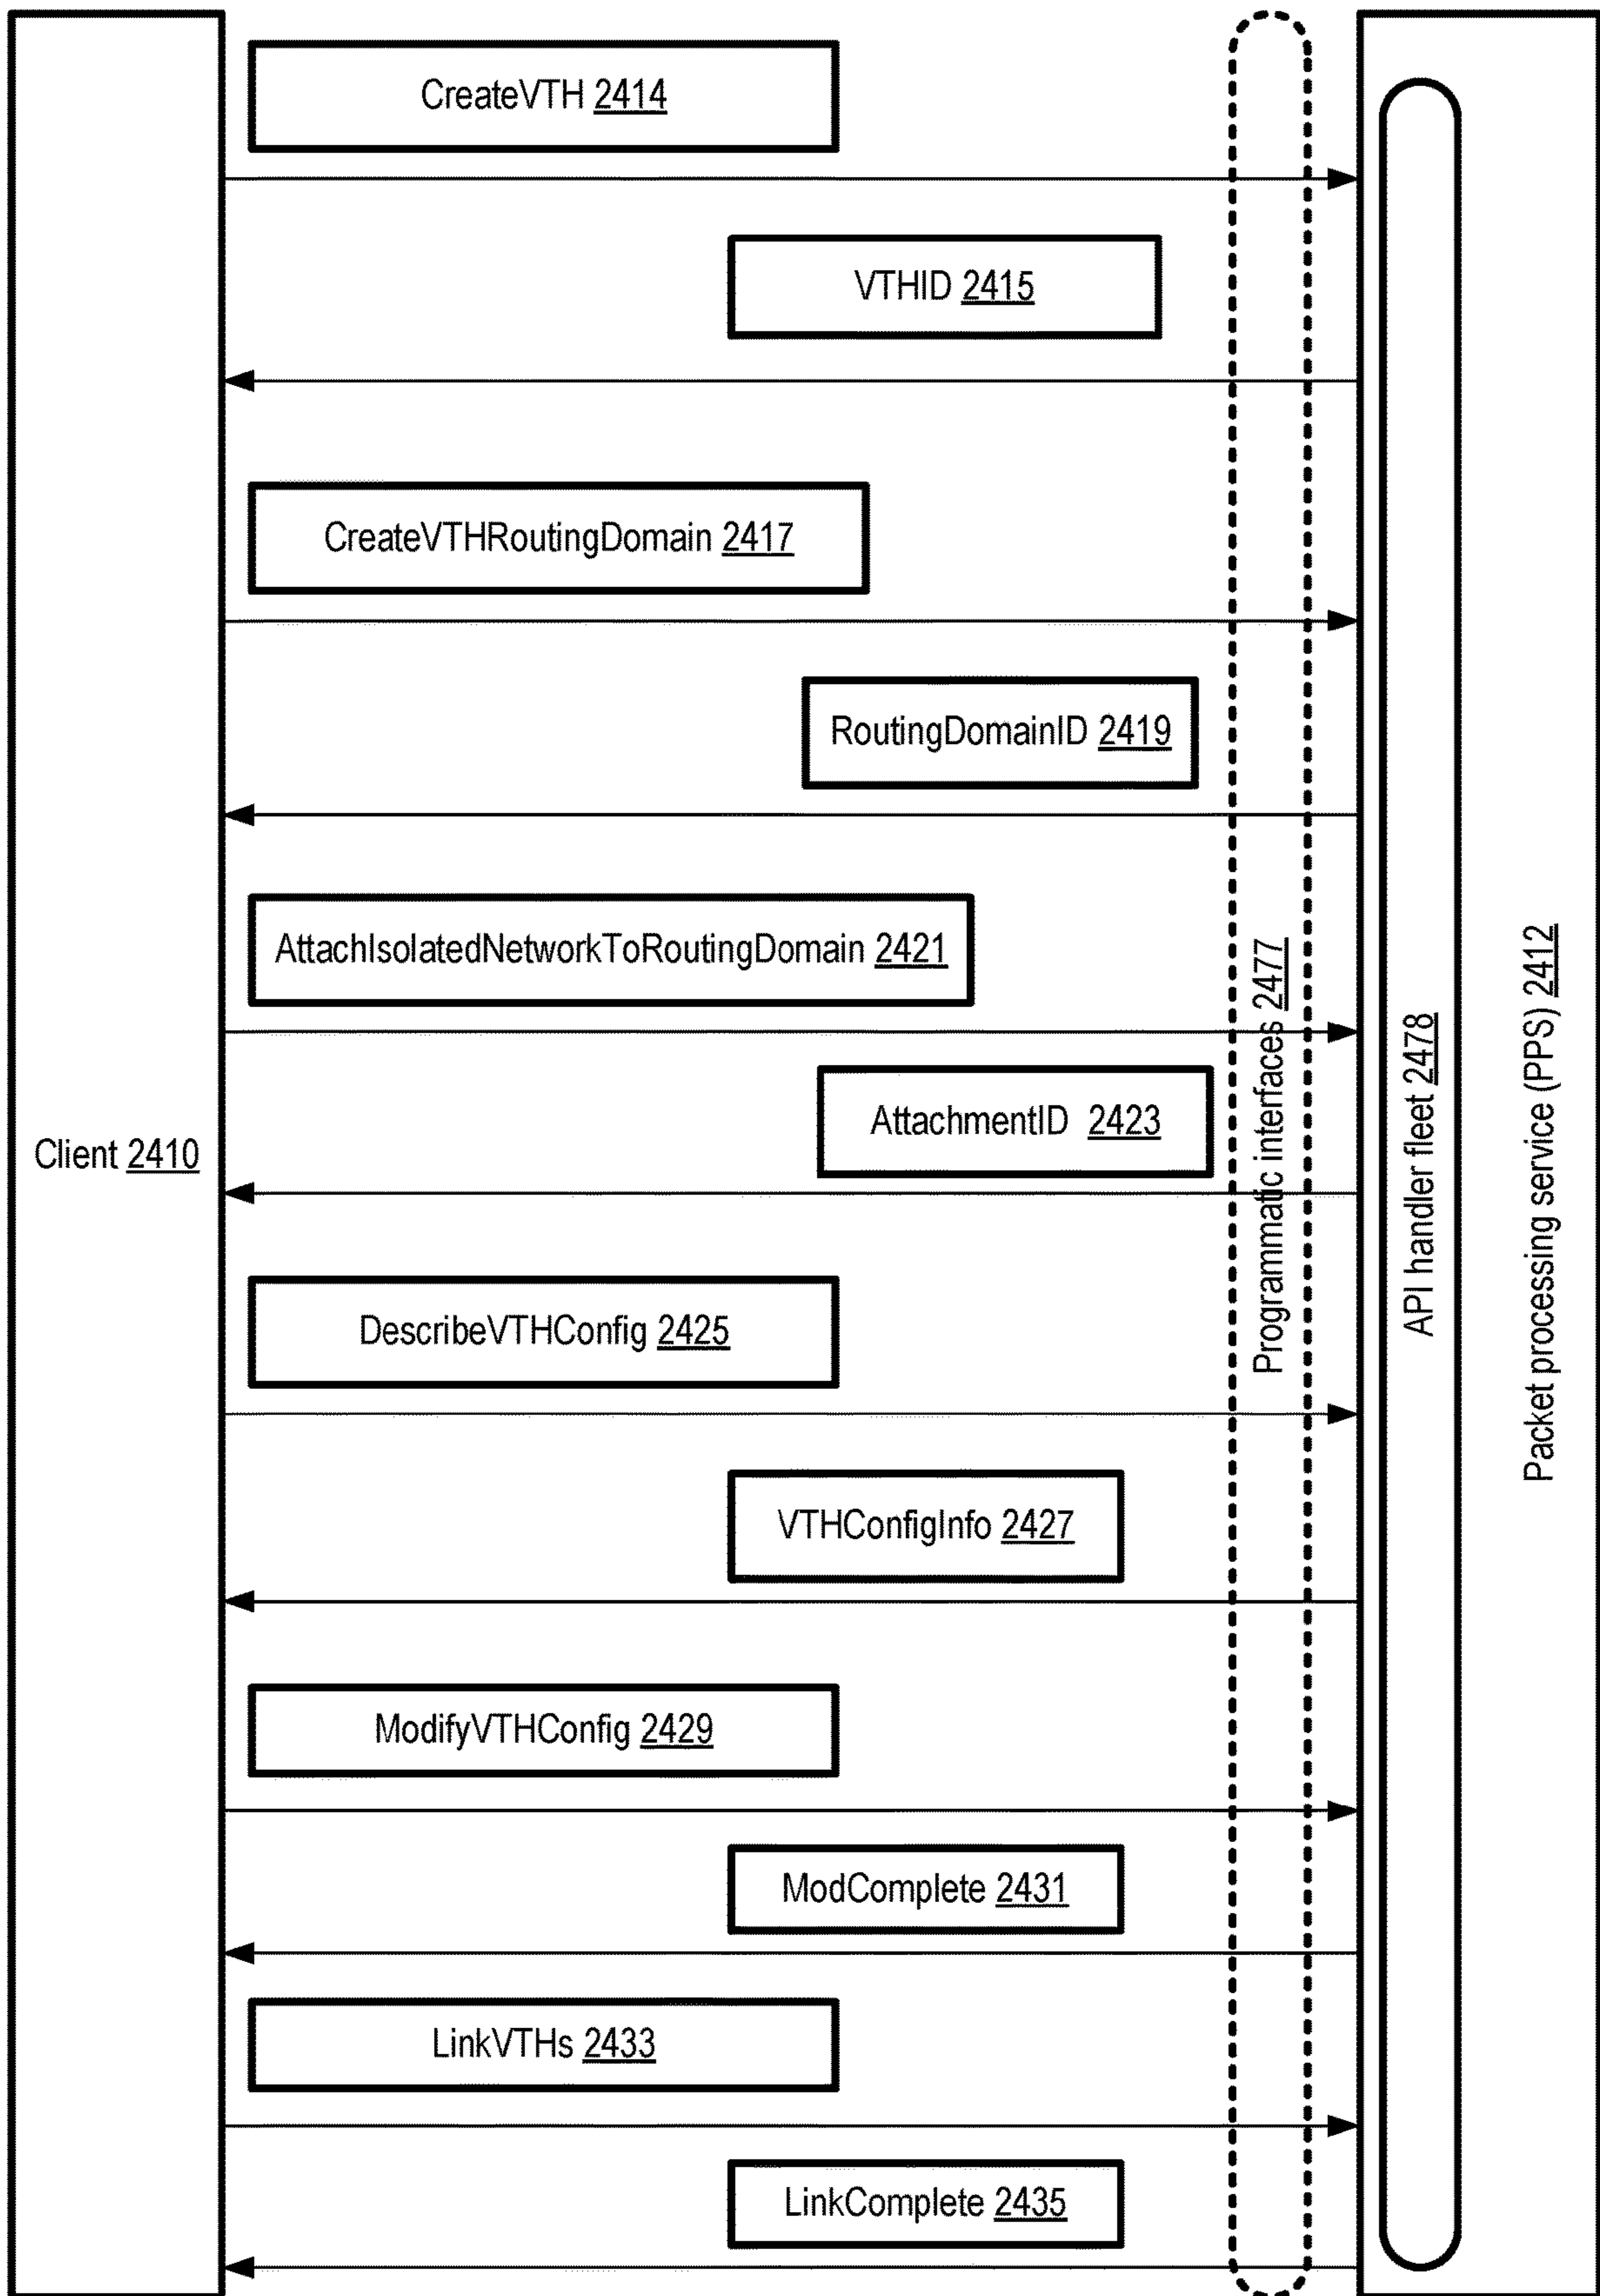 CreateVTH 2414
VTHID 2415
CreateVTHRoutingDomain 2417
RoutingDomainID 2419
AttachIsolatedNetworkToRoutingDomain 2421
AttachmentID 2423
Client 2410
DescribeVTHConfig 2425
VTHConfigInfo 2427
ModifyVTHConfig 2429
ModComplete 2431
LinkVTHs 2433
LinkComplete 2435
Programmatic interfaces 2477
API handler fleet 2478
Packet processing service (PPS) 2412